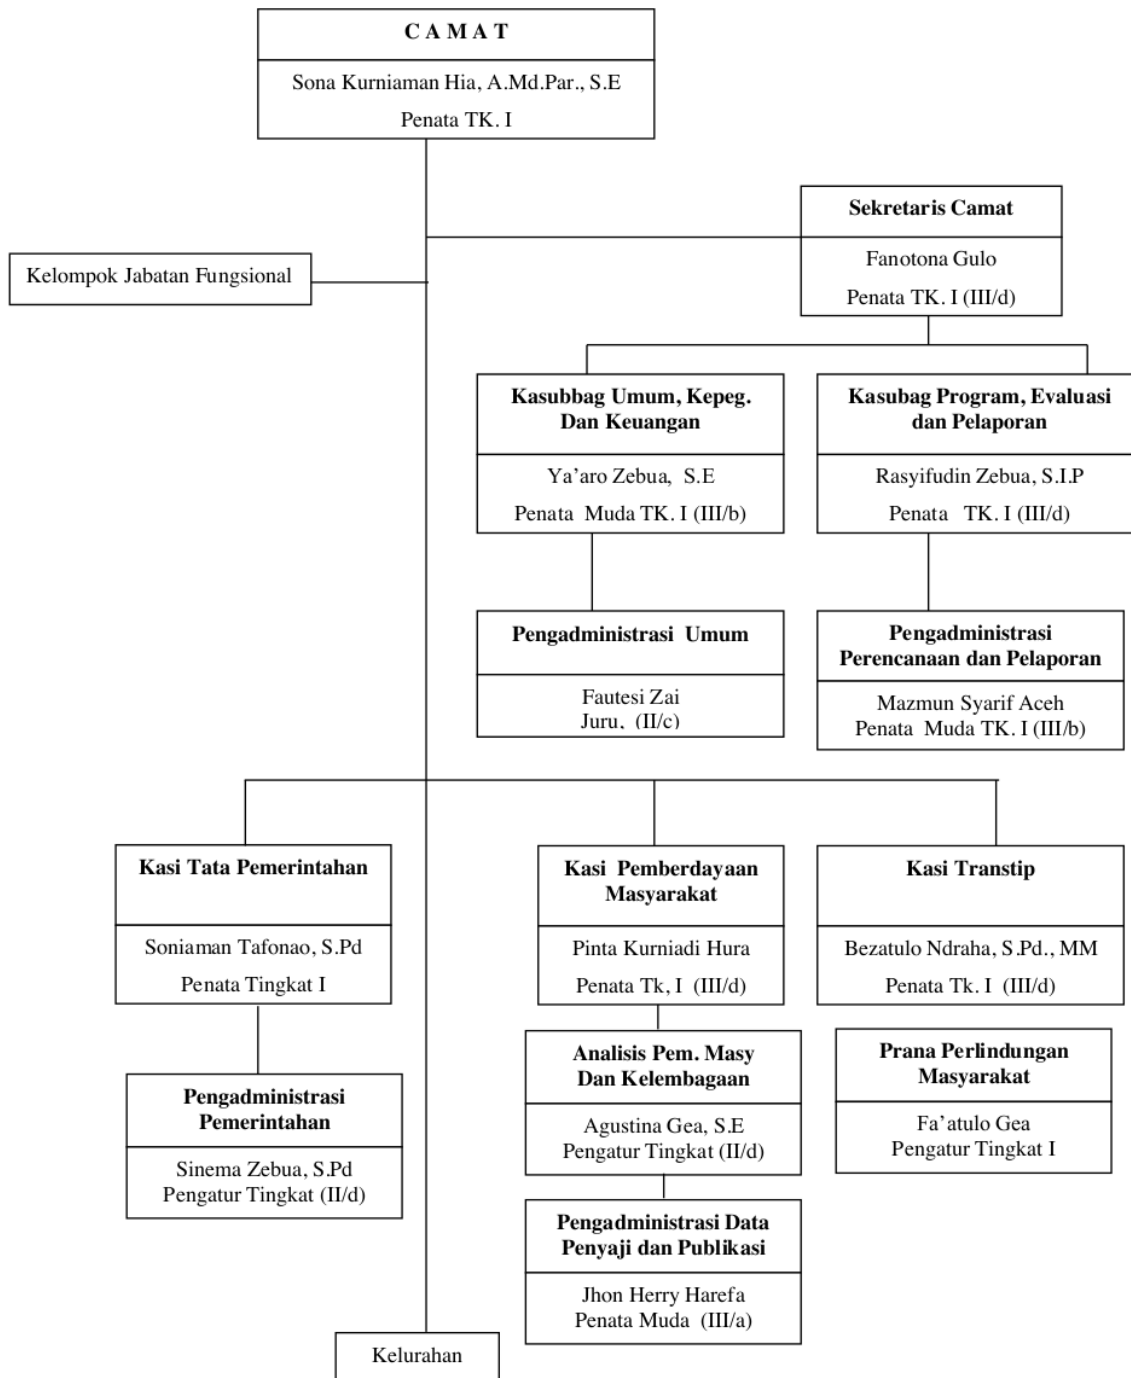 C A M A T
Sona Kurniaman Hia, A.Md.Par., S.E
Penata TK. I
Sekretaris Camat
Fanotona Gulo
Penata TK. I (III/d)
Kelompok Jabatan Fungsional
Kasubbag Umum, Kepeg.
Dan Keuangan
Ya’aro Zebua, S.E
Penata Muda TK. I (III/b)
Kasubag Program, Evaluasi
dan Pelaporan
Rasyifudin Zebua, S.I.P
Penata TK. I (III/d)
Pengadministrasi Umum
Fautesi Zai
Juru, (II/c)
Pengadministrasi
Perencanaan dan Pelaporan
Mazmun Syarif Aceh
Penata Muda TK. I (III/b)
Kasi Tata Pemerintahan
Soniaman Tafonao, S.Pd
Penata Tingkat I
Kasi Pemberdayaan
Masyarakat
Pinta Kurniadi Hura
Penata Tk, I (III/d)
Kasi Transtip
Bezatulo Ndraha, S.Pd., MM
Penata Tk. I (III/d)
Pengadministrasi
Pemerintahan
Sinema Zebua, S.Pd
Pengatur Tingkat (II/d)
Analisis Pem. Masy
Dan Kelembagaan
Agustina Gea, S.E
Pengatur Tingkat (II/d)
Prana Perlindungan
Masyarakat
Fa’atulo Gea
Pengatur Tingkat I
Pengadministrasi Data
Penyaji dan Publikasi
Jhon Herry Harefa
Penata Muda (III/a)
Kelurahan